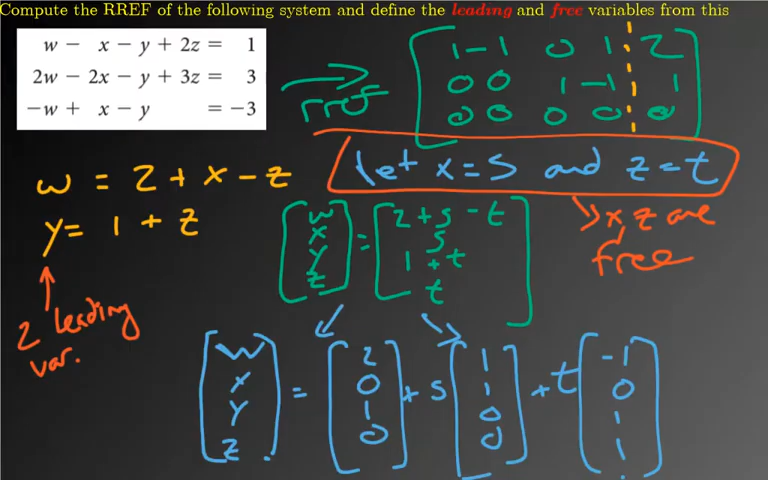 Compute the RREF of the following system and define the leading and free variables from this
w − x − y + 2z = 1
2w − 2x − y + 3z = 3
−w + x − y = −3
rref
1 -1 0 1 2
0 0 1 -1 1
0 0 0 0 0
let x = s and z = t
w = 2 + x - z
y = 1 + z
x, z are
free
2 leading
var.
[w x y z] = [2+s-t s 1+t t]
[w x y z] = [2 0 1 0] + s [1 1 0 0] + t [-1 0 1 1]